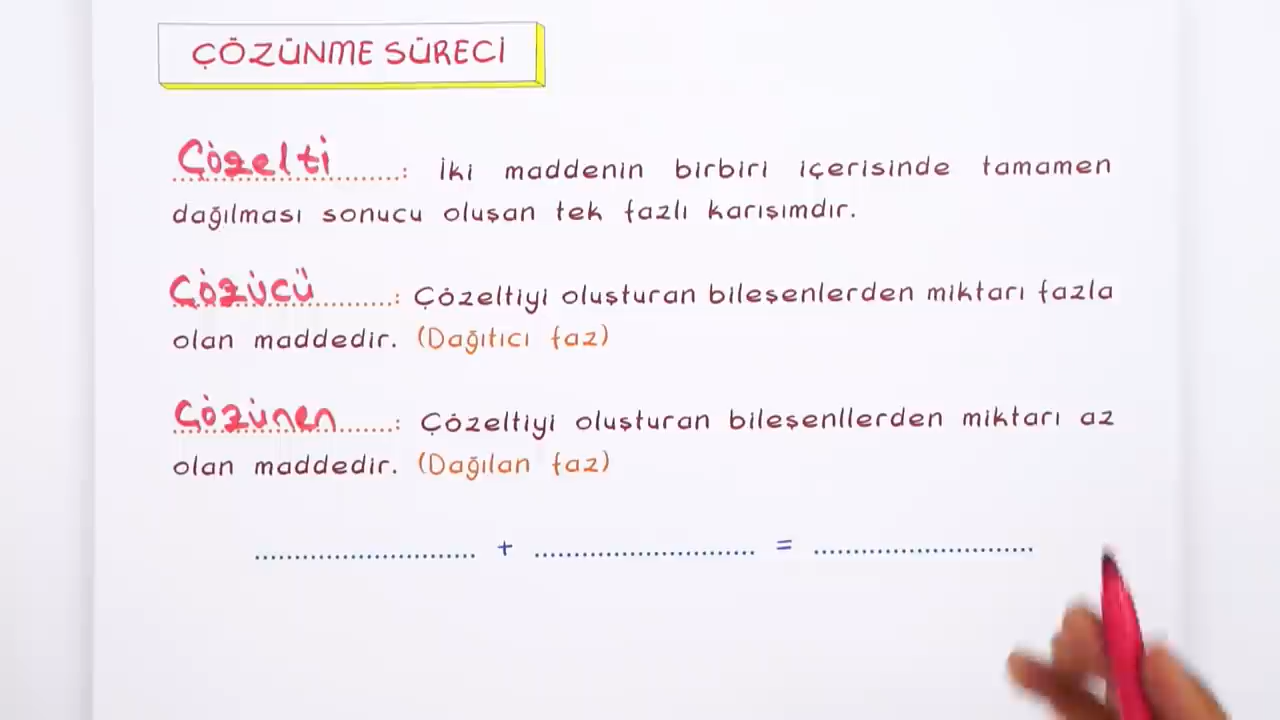 ÇÖZÜNME SÜRECİ
Çözelti..........: İki maddenin birbiri içerisinde tamamen
dağılması sonucu oluşan tek fazlı karışımdır.
Çözücü..........: Çözeltiyi oluşturan bileşenlerden miktarı fazla
olan maddedir. (Dağıtıcı faz)
Çözünen.......: Çözeltiyi oluşturan bileşenllerden miktarı az
olan maddedir. (Dağılan faz)
............................ + ............................ = ............................